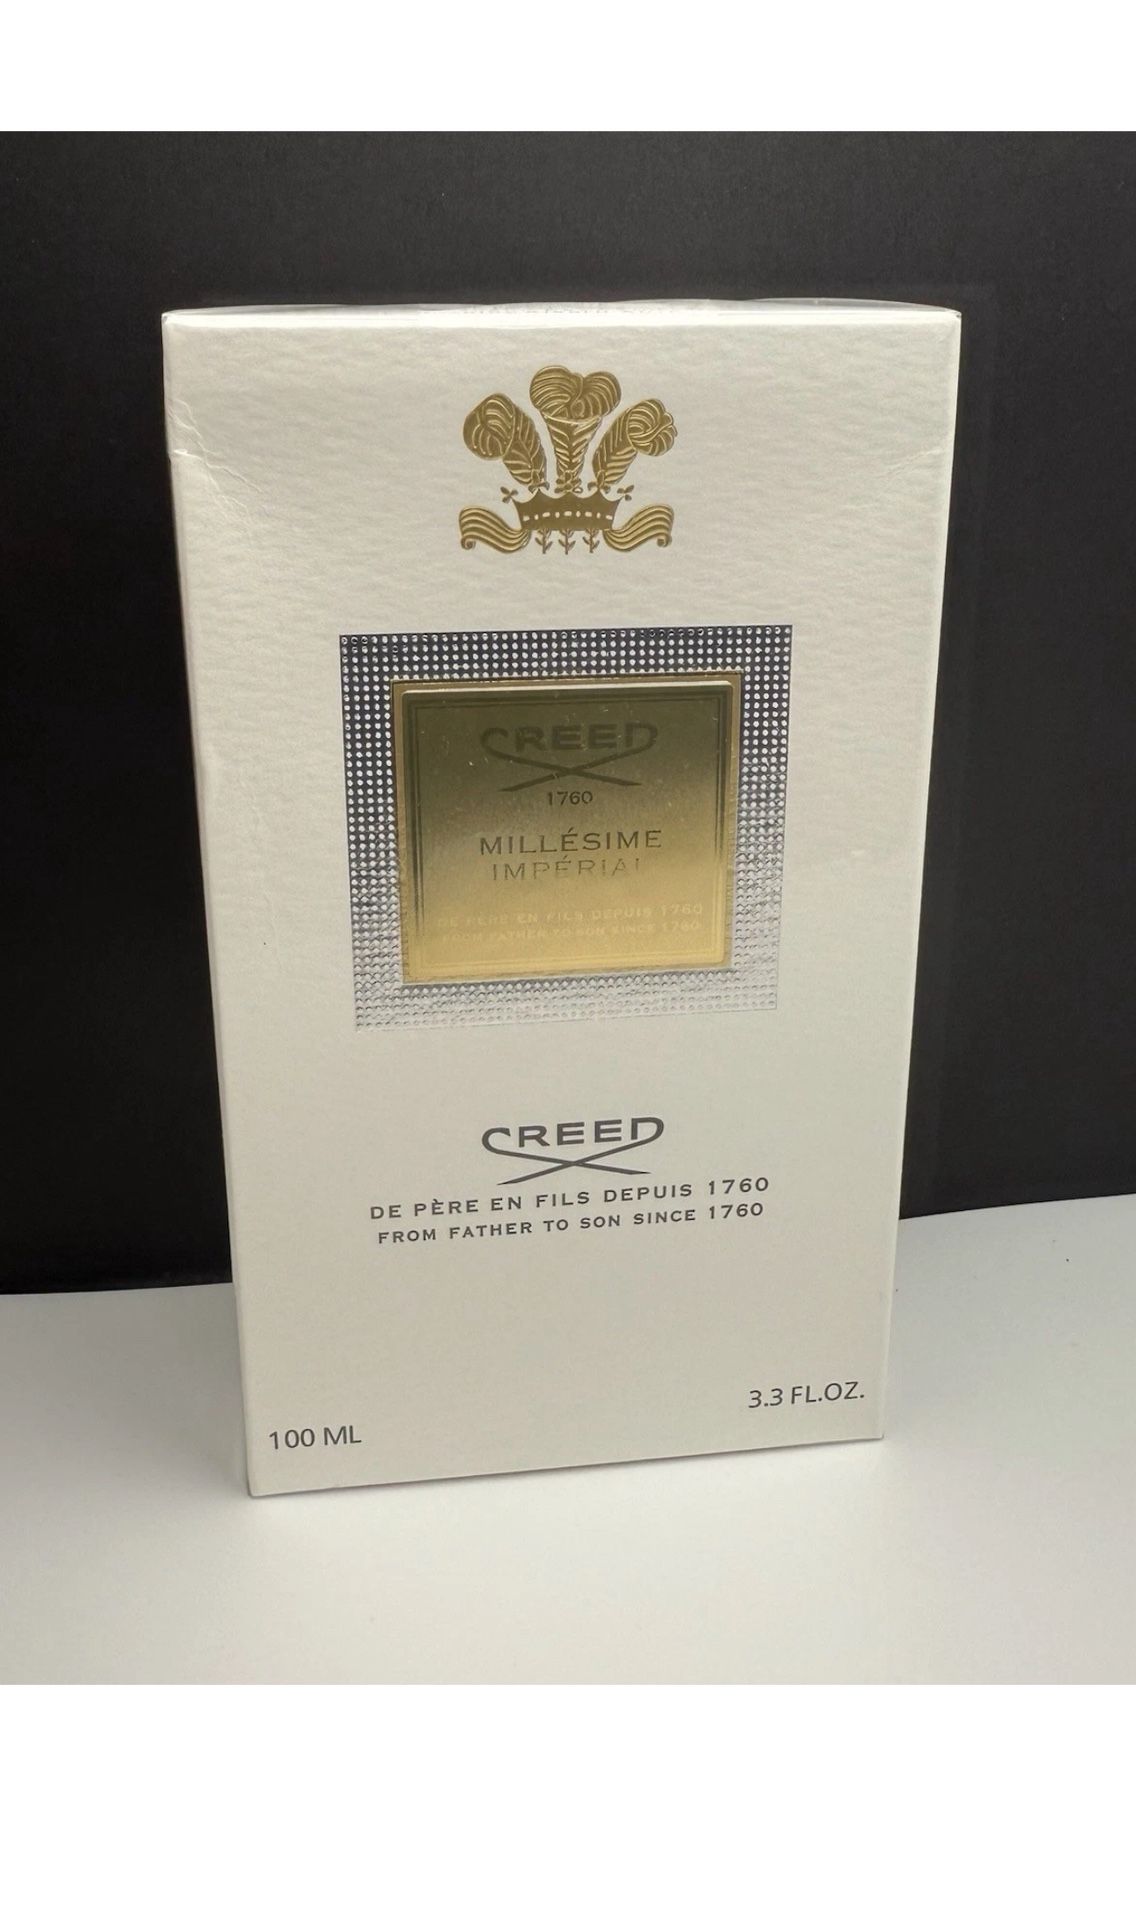 CREED
1760
MILLÉSIME
IMPÉRIAL
DE PÈRE EN FILS DEPUIS 1760
FROM FATHER TO SON SINCE 1760
CREED
DE PÈRE EN FILS DEPUIS 1760
FROM FATHER TO SON SINCE 1760
3.3 FL.OZ.
100 ML